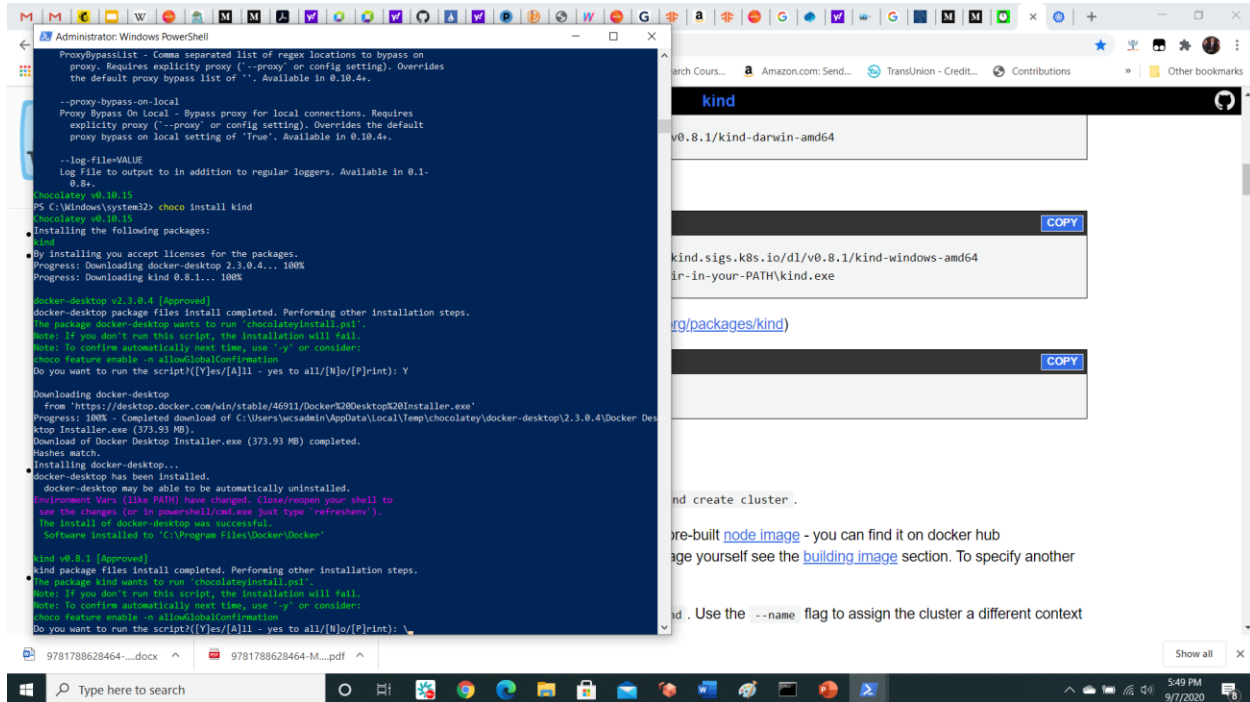 Administrator: Windows PowerShell
ProxyBypassList - Comma separated list of regex locations to bypass on
proxy. Requires explicity proxy (`--proxy` or config setting). Overrides
the default proxy bypass list of ''. Available in 0.10.4+.
--proxy-bypass-on-local
Proxy Bypass On Local - Bypass proxy for local connections. Requires
explicity proxy (`--proxy` or config setting). Overrides the default
proxy bypass on local setting of 'True'. Available in 0.10.4+.
--log-file=VALUE
Log File to output to in addition to regular loggers. Available in 0.1-
0.8+.
Chocolatey v0.10.15
PS C:\Windows\system32> choco install kind
Chocolatey v0.10.15
Installing the following packages:
kind
By installing you accept licenses for the packages.
Progress: Downloading docker-desktop 2.3.0.4... 100%
Progress: Downloading kind 0.8.1... 100%
docker-desktop v2.3.0.4 [Approved]
docker-desktop package files install completed. Performing other installation steps.
The package docker-desktop wants to run 'chocolateyinstall.ps1'.
Note: If you don't run this script, the installation will fail.
Note: To confirm automatically next time, use '-y' or consider:
choco feature enable -n allowGlobalConfirmation
Do you want to run the script?([Y]es/[A]ll - yes to all/[N]o/[P]rint): Y
Downloading docker-desktop
from 'https://desktop.docker.com/win/stable/46911/Docker%20Desktop%20Installer.exe'
Progress: 100% - Completed download of C:\Users\wcsadmin\AppData\Local\Temp\chocolatey\docker-desktop\2.3.0.4\Docker Des
ktop Installer.exe (373.93 MB).
Download of Docker Desktop Installer.exe (373.93 MB) completed.
Hashes match.
Installing docker-desktop...
docker-desktop has been installed.
docker-desktop may be able to be automatically uninstalled.
Environment Vars (like PATH) have changed. Close/reopen your shell to
see the changes (or in powershell/cmd.exe just type `refreshenv`).
The install of docker-desktop was successful.
Software installed to 'C:\Program Files\Docker\Docker'
kind v0.8.1 [Approved]
kind package files install completed. Performing other installation steps.
The package kind wants to run 'chocolateyinstall.ps1'.
Note: If you don't run this script, the installation will fail.
Note: To confirm automatically next time, use '-y' or consider:
choco feature enable -n allowGlobalConfirmation
Do you want to run the script?([Y]es/[A]ll - yes to all/[N]o/[P]rint): \_
arch Cours... Amazon.com: Send... TransUnion - Credit... Contributions » Other bookmarks
kind
v0.8.1/kind-darwin-amd64
COPY
kind.sigs.k8s.io/dl/v0.8.1/kind-windows-amd64
ir-in-your-PATH\kind.exe
org/packages/kind)
COPY
nd create cluster .
ore-built node image - you can find it on docker hub
age yourself see the building image section. To specify another
nd . Use the --name flag to assign the cluster a different context
9781788628464-....docx 9781788628464-M....pdf Show all
Type here to search
5:49 PM
9/7/2020
8